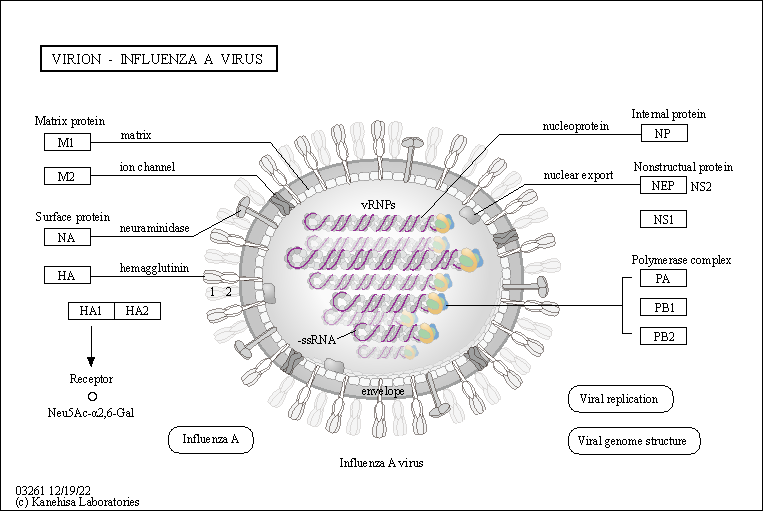 VIRION - INFLUENZA A VIRUS
Matrix protein
M1
matrix
M2
ion channel
Surface protein
NA
neuraminidase
HA
hemagglutinin
1 2
HA1 HA2
Receptor
Neu5Ac-α2,6-Gal
vRNPs
-ssRNA
envelope
Internal protein
nucleoprotein
NP
Nonstructual protein
nuclear export
NEP NS2
NS1
Polymerase complex
PA
PB1
PB2
Viral replication
Viral genome structure
Influenza A
Influenza A virus
03261 12/19/22
(c) Kanehisa Laboratories